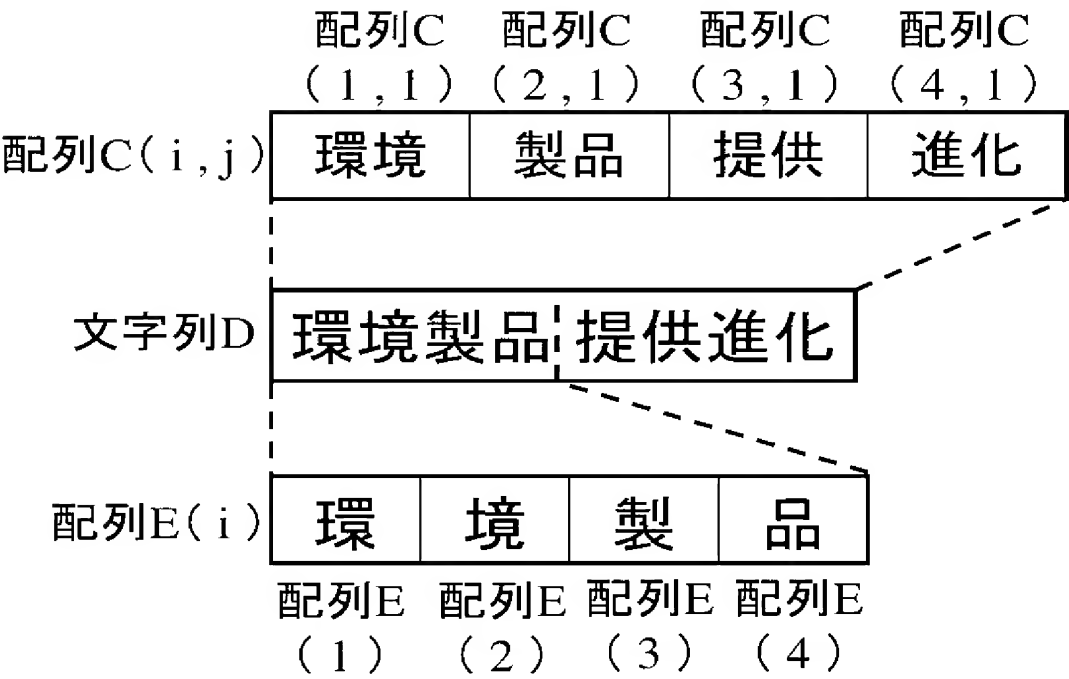 配列C 配列C 配列C 配列C
(1,1) (2,1) (3,1) (4,1)
配列C(i,j) 環境 製品 提供 進化
文字列D 環境製品 提供進化
配列E(i) 環 境 製 品
配列E 配列E 配列E 配列E
(1) (2) (3) (4)